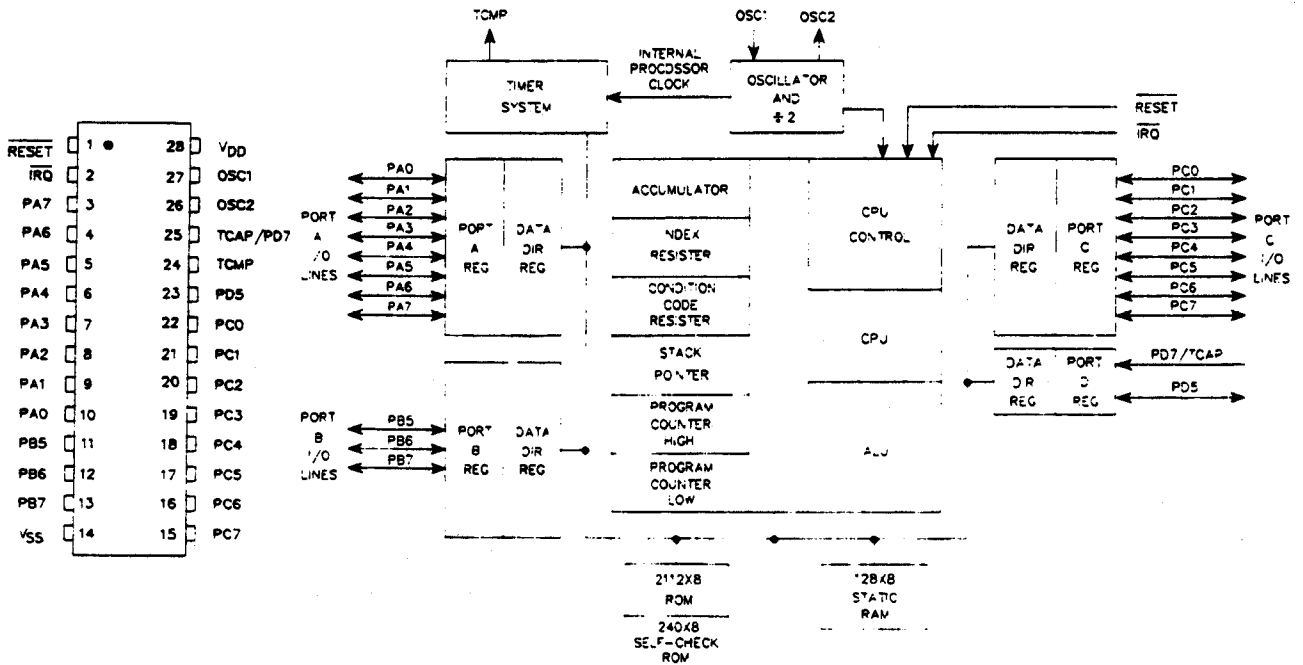 TCMP
OSC1
OSC2
TIMER
SYSTEM
INTERNAL
PROCDSSOR
CLOCK
OSCILLATOR
AND
÷ 2
RESET
IRQ
RESET 1 28 VDD
IRQ 2 27 OSC1
PA7 3 26 OSC2
PA6 4 25 TCAP/PD7
PA5 5 24 TCMP
PA4 6 23 PD5
PA3 7 22 PC0
PA2 8 21 PC1
PA1 9 20 PC2
PA0 10 19 PC3
PB5 11 18 PC4
PB6 12 17 PC5
PB7 13 16 PC6
VSS 14 15 PC7
PORT
A
I/O
LINES
PA0
PA1
PA2
PA3
PA4
PA5
PA6
PA7
PORT
A
REG
DATA
DIR
REG
PORT
B
I/O
LINES
PB5
PB6
PB7
PORT
B
REG
DATA
DIR
REG
ACCUMULATOR
NDEX
RESISTER
CONDITION
CODE
RESISTER
STACK
POINTER
PROGRAM
COUNTER
HIGH
PROGRAM
COUNTER
LOW
CPU
CONTROL
CPU
ALU
DATA
DIR
REG
PORT
C
REG
PC0
PC1
PC2
PC3
PC4
PC5
PC6
PC7
PORT
C
I/O
LINES
DATA
DIR
REG
PORT
D
REG
PD7/TCAP
PD5
2112X8
ROM
240X8
SELF-CHECK
ROM
128X8
STATIC
RAM